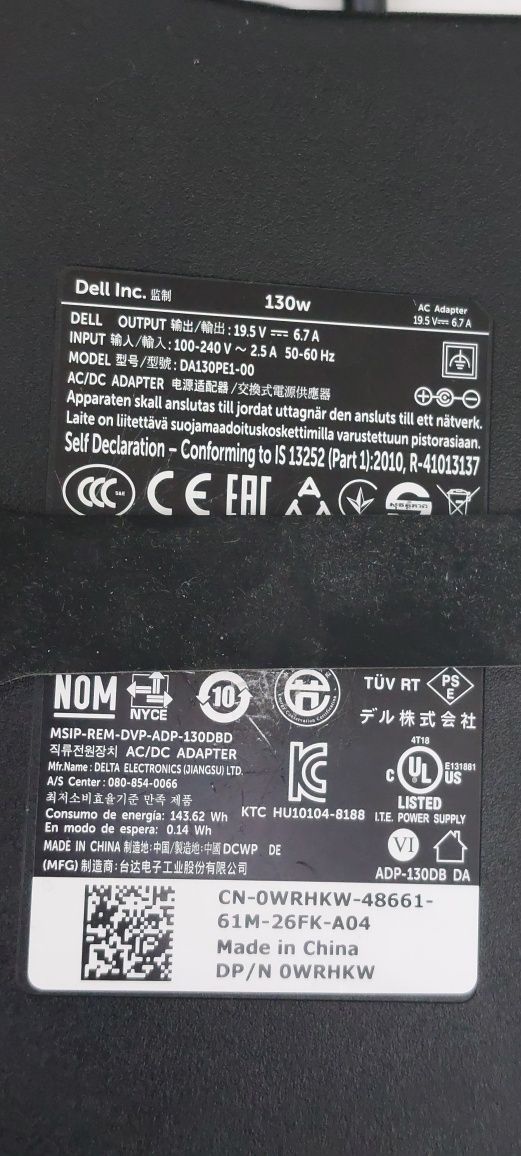 Dell Inc. 监制
130w
AC Adapter
19.5 V⎓ 6.7 A
DELL OUTPUT 输出/輸出: 19.5 V ⎓ 6.7 A
INPUT 输入/輸入: 100-240 V ~ 2.5 A 50-60 Hz
MODEL 型号/型號: DA130PE1-00
AC/DC ADAPTER 电源适配器/交換式電源供應器
Apparaten skall anslutas till jordat uttagnär den ansluts till ett nätverk.
Laite on liitettävä suojamaadoituskoskettimilla varustettuun pistorasiaan.
Self Declaration – Conforming to IS 13252 (Part 1):2010, R-41013137
CCC S&E CE EAC
NOM NYCE 10 TÜV RT PSE
デル株式会社
MSIP-REM-DVP-ADP-130DBD
직류전원장치 AC/DC ADAPTER
Mfr.Name: DELTA ELECTRONICS (JIANGSU) LTD.
A/S Center : 080-854-0066
최저소비효율기준 만족 제품
Consumo de energía: 143.62 Wh
En modo de espera: 0.14 Wh
KTC HU10104-8188
4T18
c UL US
E131881
LISTED
I.T.E. POWER SUPPLY
MADE IN CHINA 制造地:中国/製造地:中國 DCWP DE
(MFG) 制造商: 台达电子工业股份有限公司
VI
ADP-130DB DA
CN-0WRHKW-48661-
61M-26FK-A04
Made in China
DP/N 0WRHKW